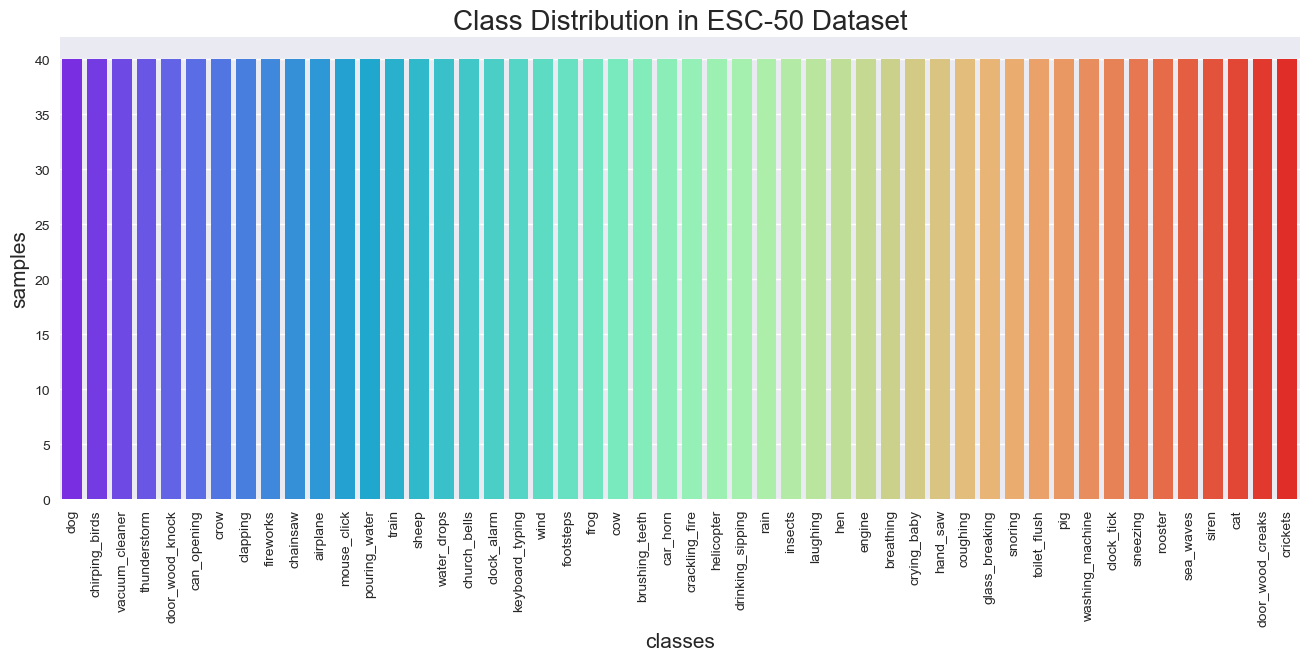 Class Distribution in ESC-50 Dataset
40
35
30
25
20
15
10
5
0
samples
dog
chirping_birds
vacuum_cleaner
thunderstorm
door_wood_knock
can_opening
crow
clapping
fireworks
chainsaw
airplane
mouse_click
pouring_water
train
sheep
water_drops
church_bells
clock_alarm
keyboard_typing
wind
footsteps
frog
cow
brushing_teeth
car_horn
crackling_fire
helicopter
drinking_sipping
rain
insects
laughing
hen
engine
breathing
crying_baby
hand_saw
coughing
glass_breaking
snoring
toilet_flush
pig
washing_machine
clock_tick
sneezing
rooster
sea_waves
siren
cat
door_wood_creaks
crickets
classes